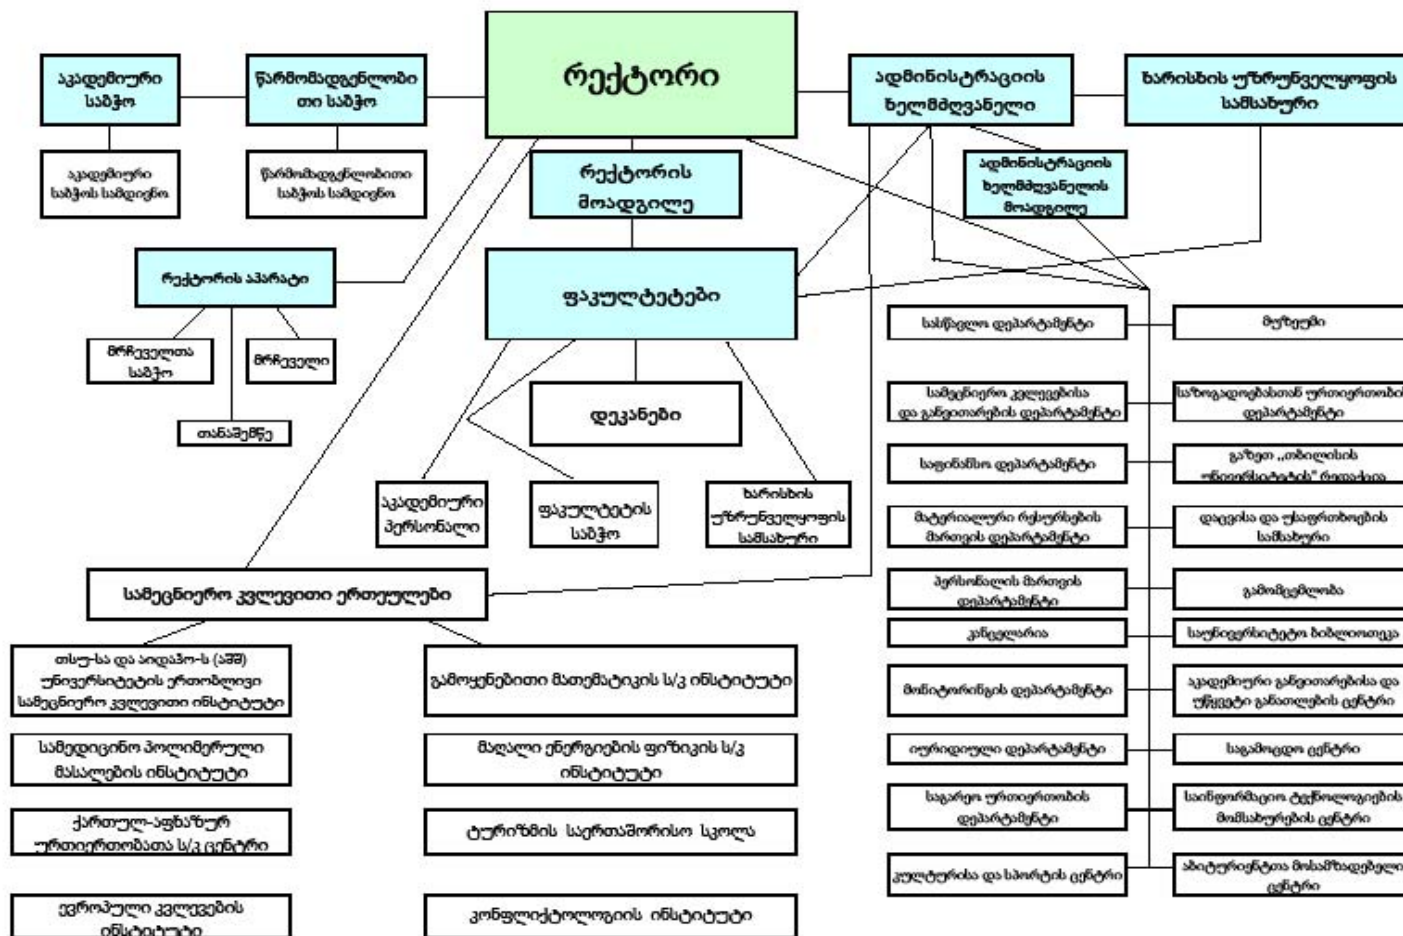 რექტორი
აკადემიური
საბჭო
წარმომადგენლობი
თი საბჭო
ადმინისტრაციის
ხელმძღვანელი
ხარისხის უზრუნველყოფის
სამსახური
აკადემიური
საბჭოს სამდივნო
წარმომადგენლობითი
საბჭოს სამდივნო
რექტორის
მოადგილე
ადმინისტრაციის
ხელმძღვანელის
მოადგილე
რექტორის აპარატი
ფაკულტეტები
მრჩეველთა
საბჭო
მრჩეველი
თანაშემწე
დეკანები
აკადემიური
პერსონალი
ფაკულტეტის
საბჭო
ხარისხის
უზრუნველყოფის
სამსახური
სასწავლო დეპარტამენტი
მუზეუმი
სამეცნიერო კვლევებისა
და განვითარების დეპარტამენტი
საზოგადოებასთან ურთიერთობის
დეპარტამენტი
საფინანსო დეპარტამენტი
გაზეთ „თბილისის
უნივერსიტეტის" რედაქცია
მატერიალური რესურსების
მართვის დეპარტამენტი
დაცვისა და უსაფრთხოების
სამსახური
პერსონალის მართვის
დეპარტამენტი
გამომცემლობა
კანცელარია
საუნივერსიტეტო ბიბლიოთეკა
მონიტორინგის დეპარტამენტი
აკადემიური განვითარებისა და
უწყვეტი განათლების ცენტრი
იურიდიული დეპარტამენტი
საგამოცდო ცენტრი
საგარეო ურთიერთობის
დეპარტამენტი
საინფორმაციო ტექნოლოგიების
მომსახურების ცენტრი
კულტურისა და სპორტის ცენტრი
აბიტურიენტთა მოსამზადებელი
ცენტრი
სამეცნიერო კვლევითი ერთეულები
თსუ-სა და აიდაჰო-ს (აშშ)
უნივერსიტეტის ერთობლივი
სამეცნიერო კვლევითი ინსტიტუტი
გამოყენებითი მათემატიკის ს/კ ინსტიტუტი
სამედიცინო პოლიმერული
მასალების ინსტიტუტი
მაღალი ენერგიების ფიზიკის ს/კ
ინსტიტუტი
ქართულ-აფხაზურ
ურთიერთობათა ს/კ ცენტრი
ტურიზმის საერთაშორისო სკოლა
ევროპული კვლევების
ინსტიტუტი
კონფლიქტოლოგიის ინსტიტუტი